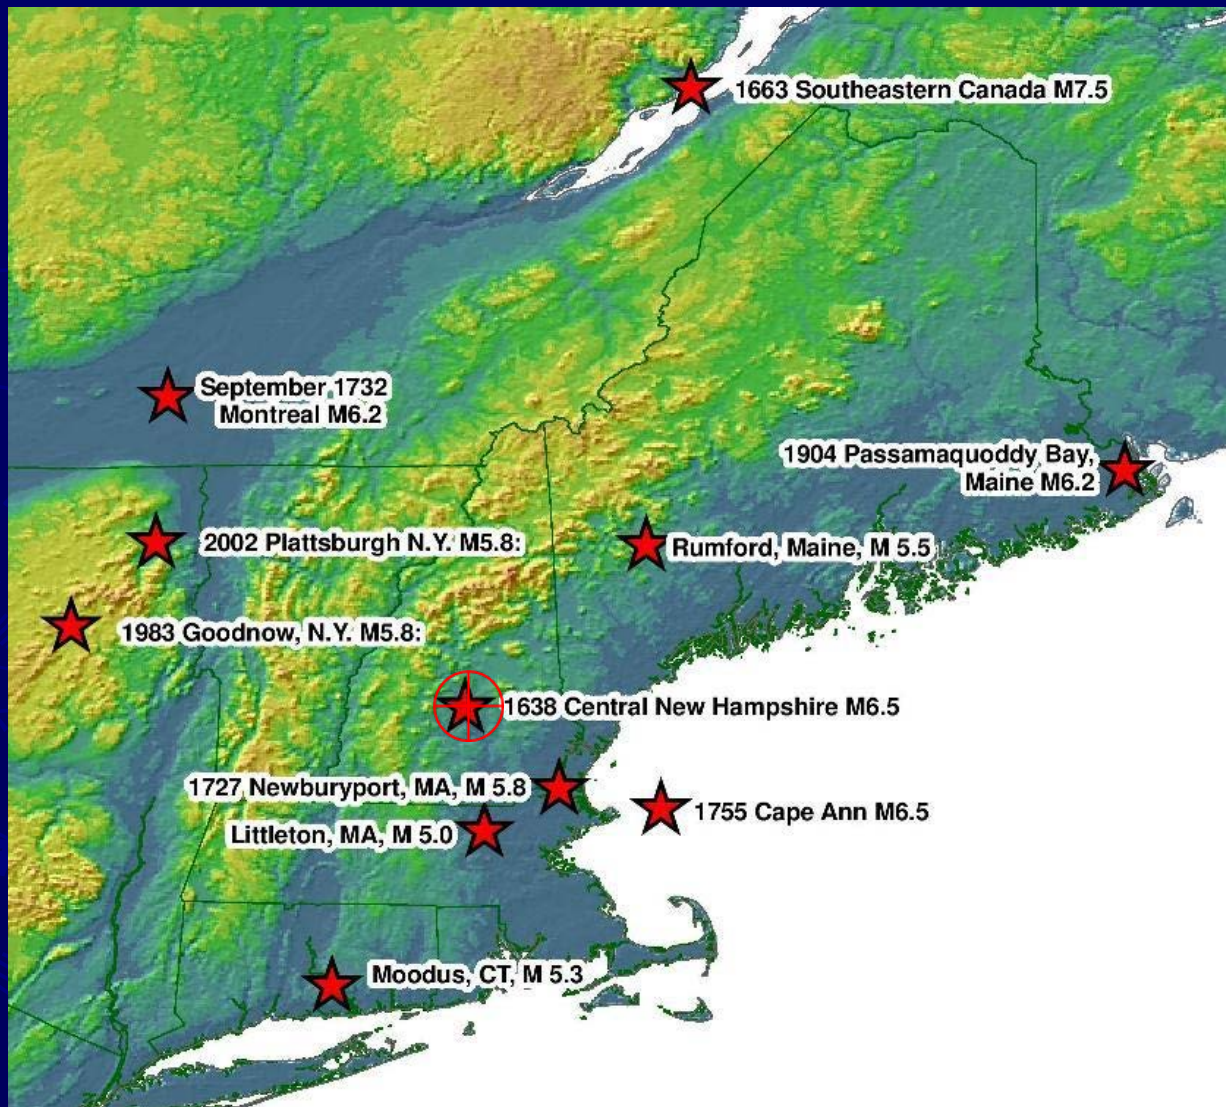 1663 Southeastern Canada M7.5
September 1732
Montreal M6.2
1904 Passamaquoddy Bay,
Maine M6.2
2002 Plattsburgh N.Y. M5.8:
Rumford, Maine, M 5.5
1983 Goodnow, N.Y. M5.8:
1638 Central New Hampshire M6.5
1727 Newburyport, MA, M 5.8
1755 Cape Ann M6.5
Littleton, MA, M 5.0
Moodus, CT, M 5.3